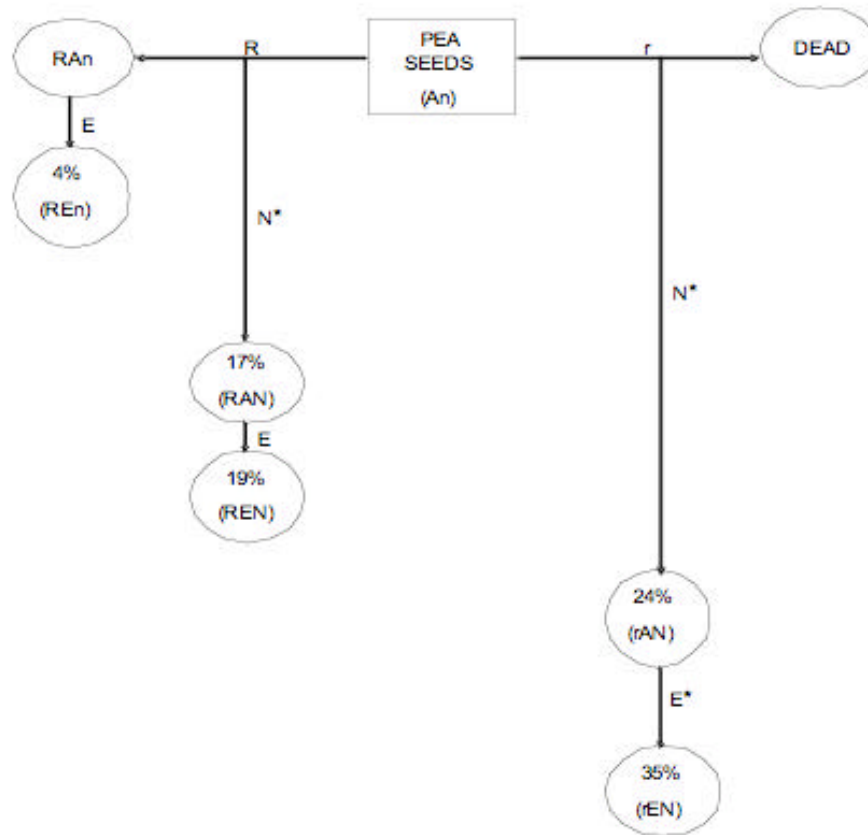 RAn
R
PEA
SEEDS
(An)
r
DEAD
E
4%
(REn)
N*
N*
17%
(RAN)
E
19%
(REN)
24%
(rAN)
E*
35%
(rEN)